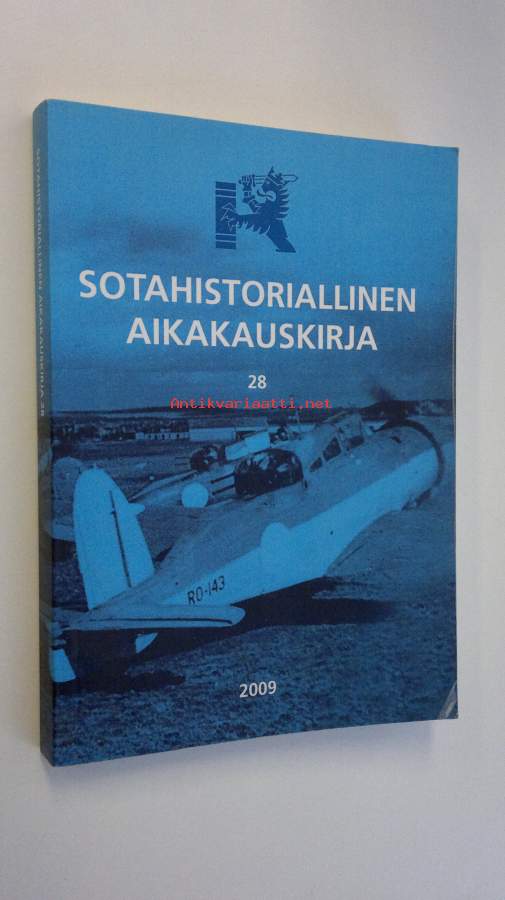 SOTAHISTORIALLINEN
AIKAKAUSKIRJA
28
Antikvariaatti.net
RO-143
2009
SOTAHISTORIALLINEN AIKAKAUSKIRJA 28